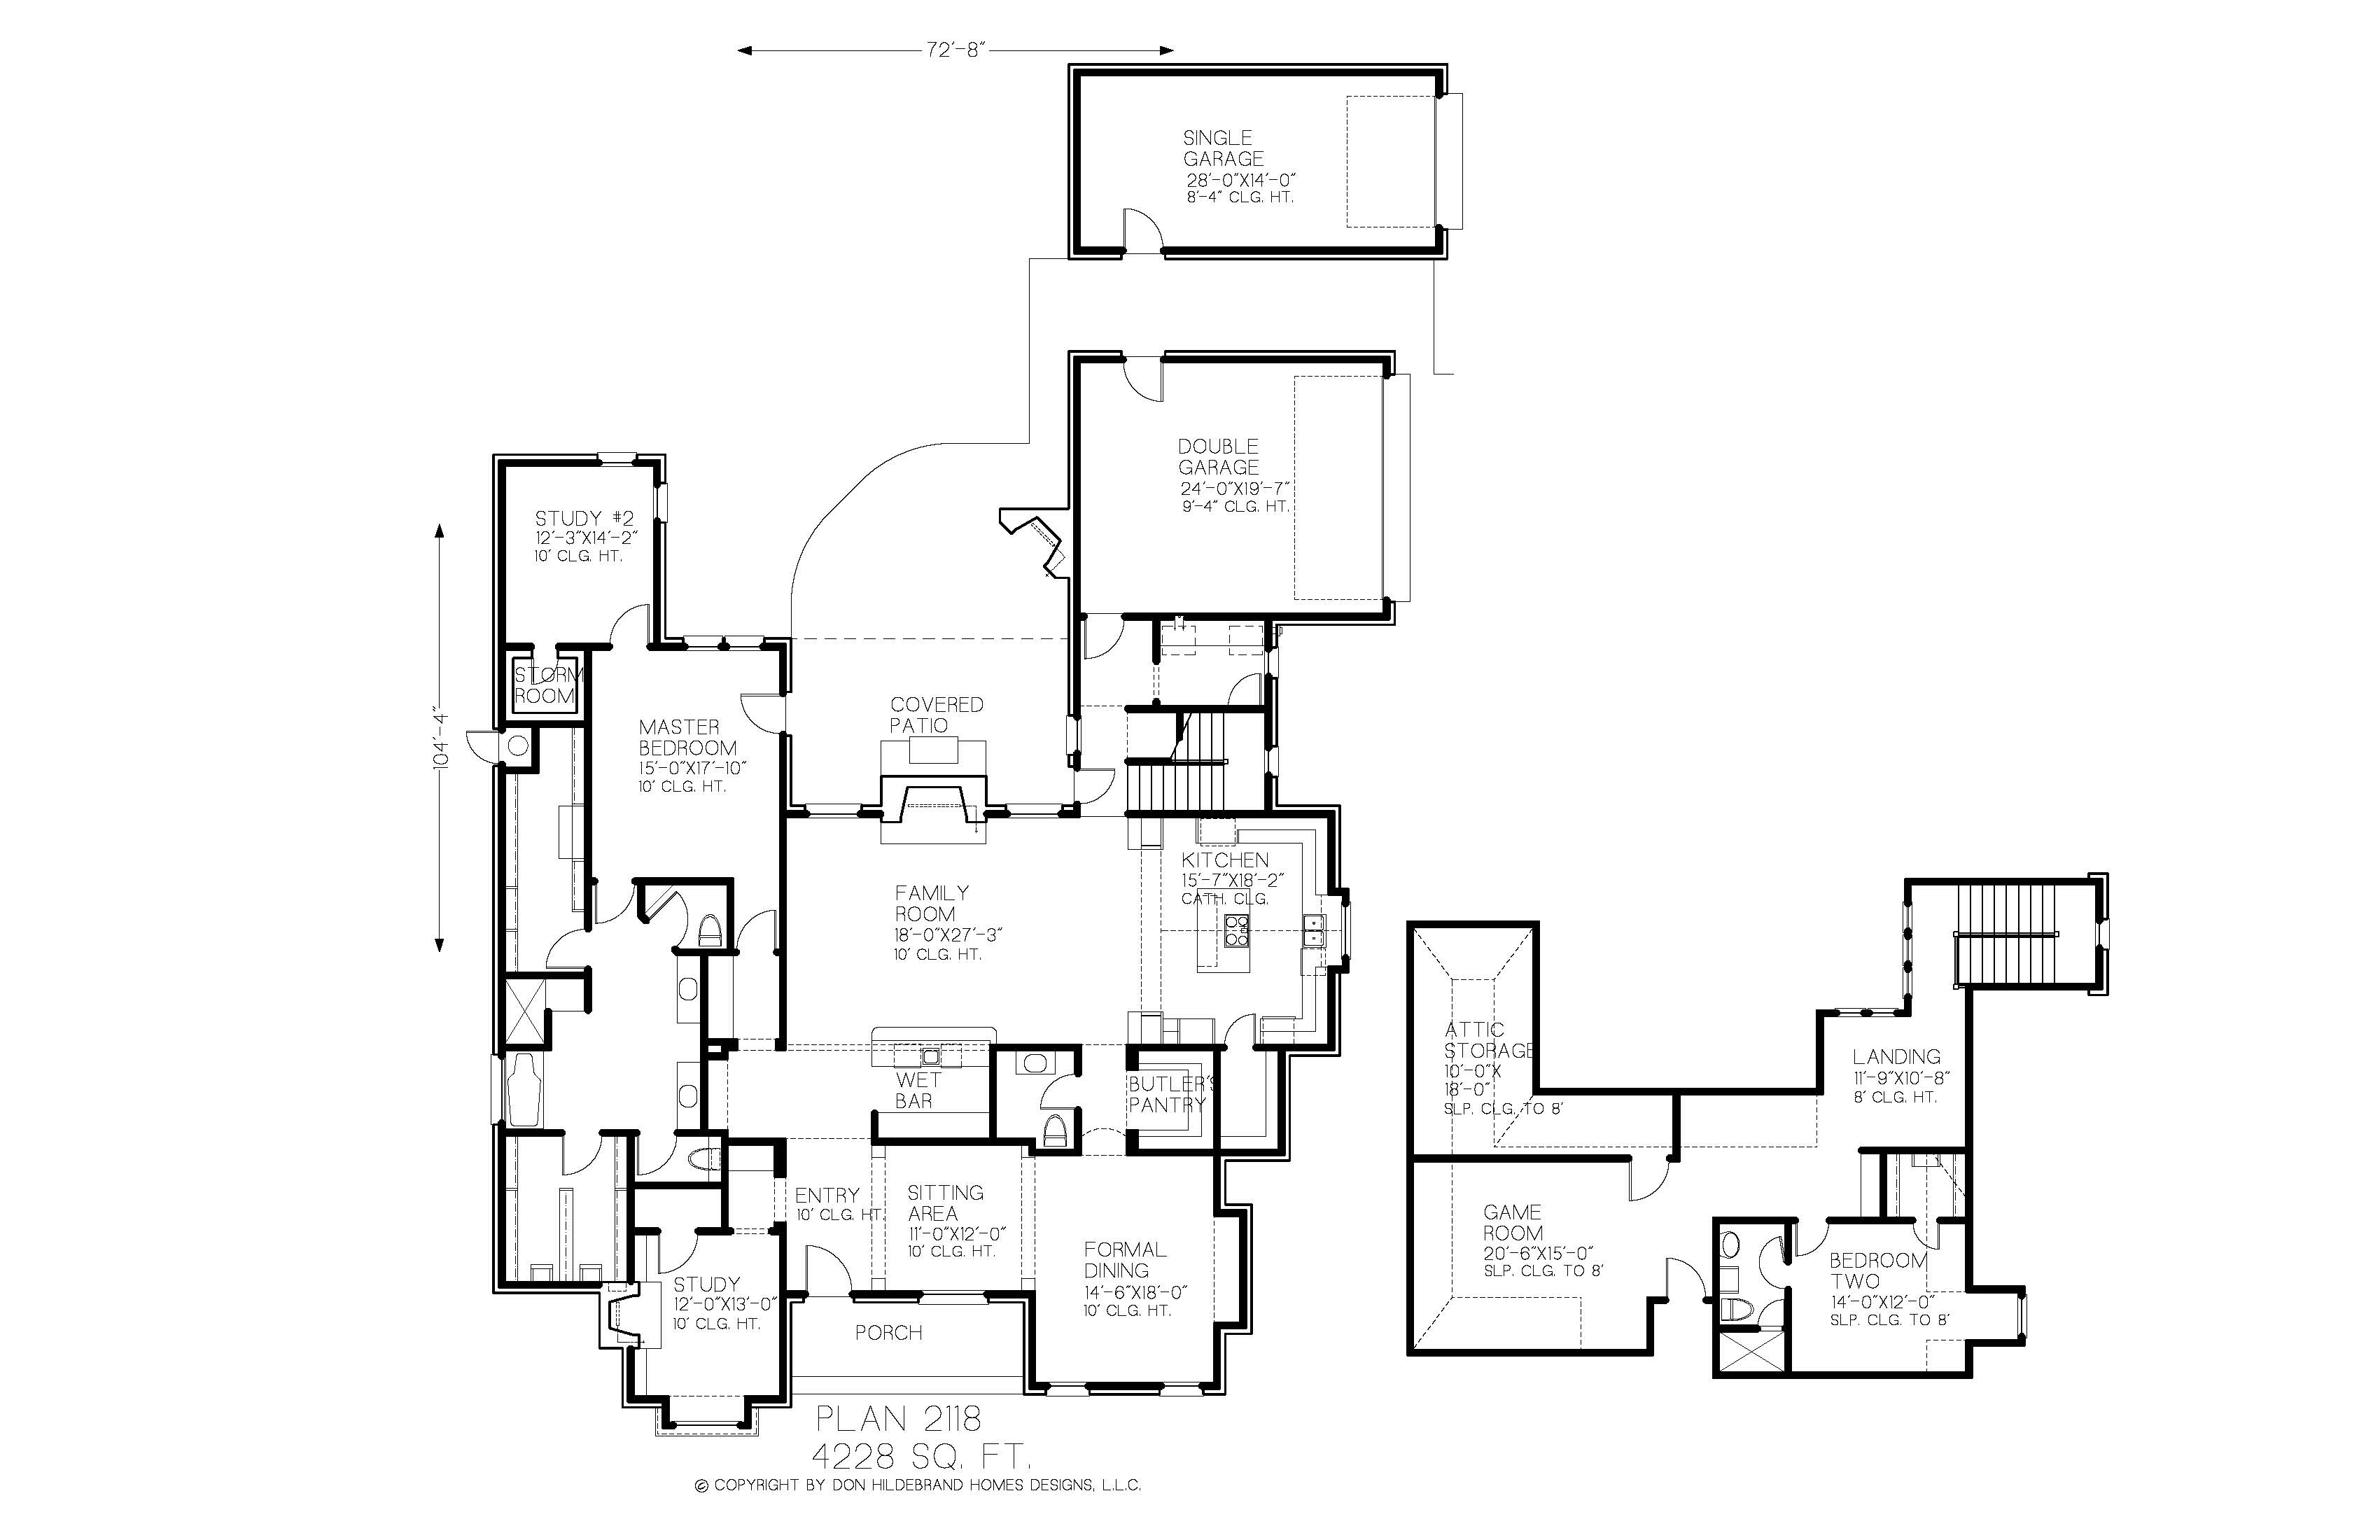 72'-8"
SINGLE
GARAGE
28'-0"X14'-0"
8'-4" CLG. HT.
DOUBLE
GARAGE
24'-0"X19'-7"
9'-4" CLG. HT.
STUDY #2
12'-3"X14'-2"
10' CLG. HT.
STORM
ROOM
104'-4"
MASTER
BEDROOM
15'-0"X17'-10"
10' CLG. HT.
COVERED
PATIO
FAMILY
ROOM
18'-0"X27'-3"
10' CLG. HT.
KITCHEN
15'-7"X18'-2"
CATH. CLG.
WET
BAR
BUTLER'S
PANTRY
ENTRY
10' CLG. HT.
SITTING
AREA
11'-0"X12'-0"
10' CLG. HT.
FORMAL
DINING
14'-6"X18'-0"
10' CLG. HT.
STUDY
12'-0"X13'-0"
10' CLG. HT.
PORCH
ATTIC
STORAGE
10'-0"X
18'-0"
SLP. CLG. TO 8'
LANDING
11'-9"X10'-8"
8' CLG. HT.
GAME
ROOM
20'-6"X15'-0"
SLP. CLG. TO 8'
BEDROOM
TWO
14'-0"X12'-0"
SLP. CLG. TO 8'
PLAN 2118
4228 SQ. FT.
© COPYRIGHT BY DON HILDEBRAND HOMES DESIGNS, L.L.C.